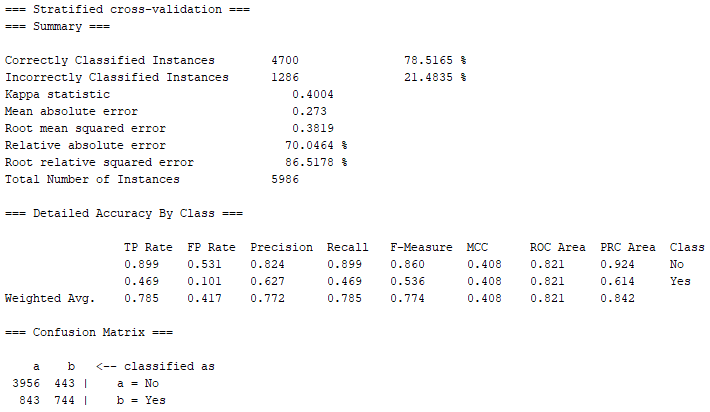 === Stratified cross-validation ===
=== Summary ===
Correctly Classified Instances 4700 78.5165 %
Incorrectly Classified Instances 1286 21.4835 %
Kappa statistic 0.4004
Mean absolute error 0.273
Root mean squared error 0.3819
Relative absolute error 70.0464 %
Root relative squared error 86.5178 %
Total Number of Instances 5986
=== Detailed Accuracy By Class ===
TP Rate FP Rate Precision Recall F-Measure MCC ROC Area PRC Area Class
0.899 0.531 0.824 0.899 0.860 0.408 0.821 0.924 No
0.469 0.101 0.627 0.469 0.536 0.408 0.821 0.614 Yes
Weighted Avg. 0.785 0.417 0.772 0.785 0.774 0.408 0.821 0.842
=== Confusion Matrix ===
a b <-- classified as
3956 443 | a = No
843 744 | b = Yes